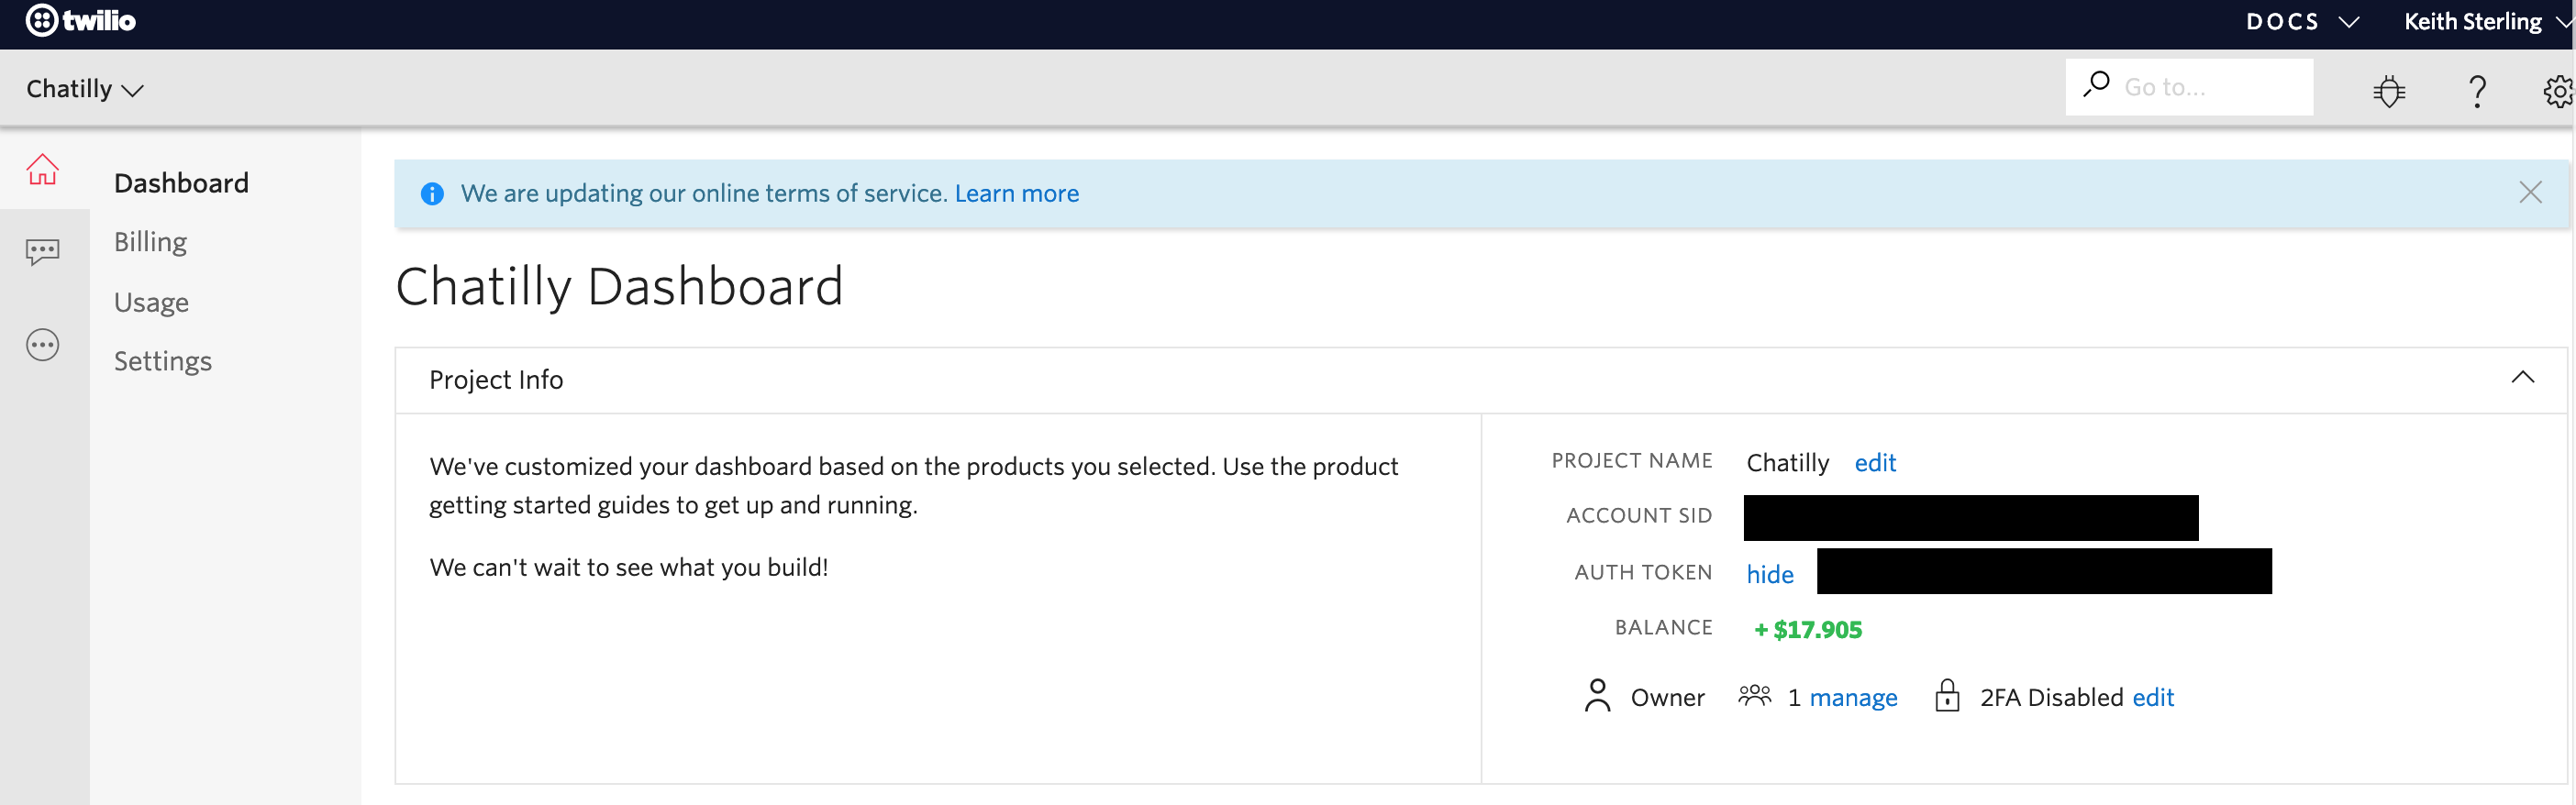 twilio
DOCS
Keith Sterling
Chatilly
Go to...
Dashboard
Billing
Usage
Settings
We are updating our online terms of service. Learn more
Chatilly Dashboard
Project Info
We've customized your dashboard based on the products you selected. Use the product
getting started guides to get up and running.
We can't wait to see what you build!
PROJECT NAME Chatilly edit
ACCOUNT SID
AUTH TOKEN hide
BALANCE + $17.905
Owner 1 manage 2FA Disabled edit